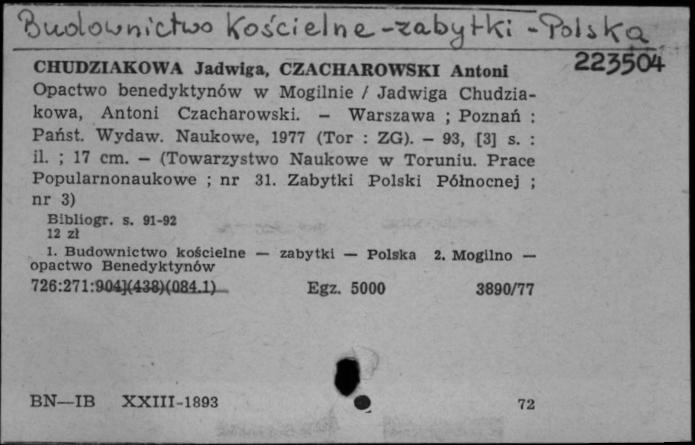 Budownictwo kościelne - zabytki - Polska
223504
CHUDZIAKOWA Jadwiga, CZACHAROWSKI Antoni
Opactwo benedyktynów w Mogilnie / Jadwiga Chudzia-
kowa, Antoni Czacharowski. — Warszawa ; Poznań :
Państ. Wydaw. Naukowe, 1977 (Tor : ZG). — 93, [3] s. :
il. ; 17 cm. — (Towarzystwo Naukowe w Toruniu. Prace
Popularnonaukowe ; nr 31. Zabytki Polski Północnej ;
nr 3)
Bibliogr. s. 91-92
12 zł
1. Budownictwo kościelne — zabytki — Polska 2. Mogilno —
opactwo Benedyktynów
726:271:904](438)(084.1) Egz. 5000 3890/77
BN—IB XXIII-1893 72